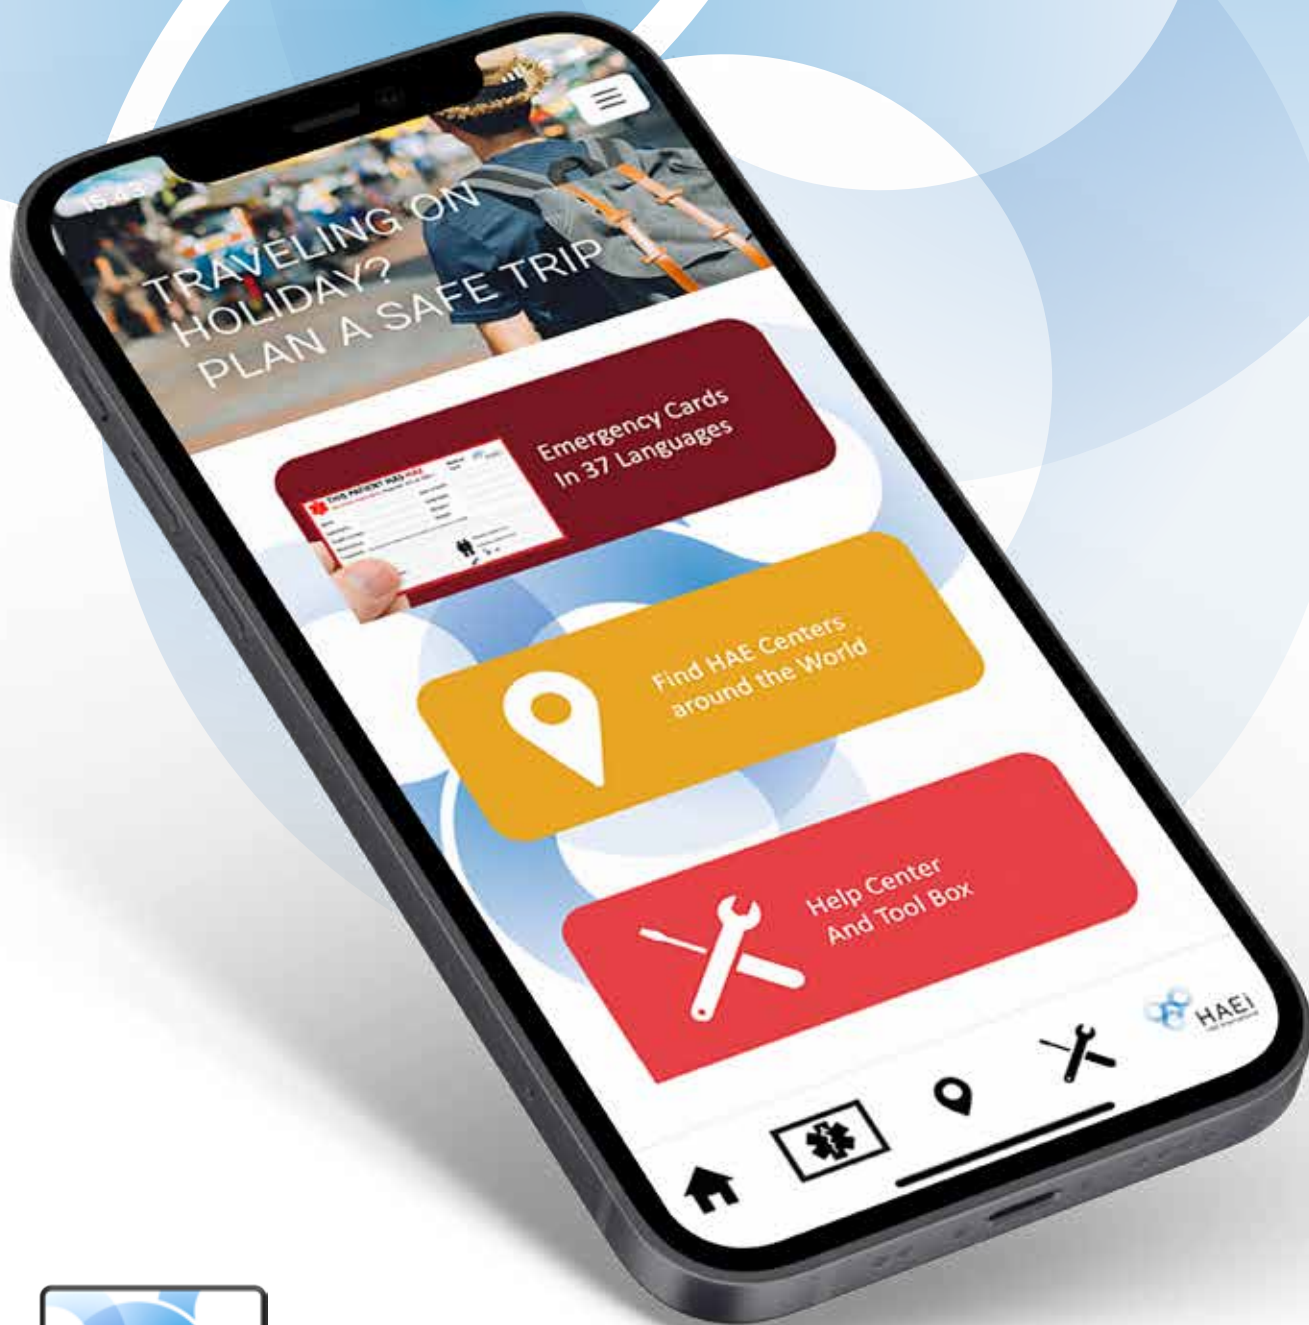 15:43
TRAVELING ON
HOLIDAY?
PLAN A SAFE TRIP
Emergency Cards
In 37 Languages
THIS PATIENT HAS HAE
Find HAE Centers
around the World
Help Center
And Tool Box
HAEi